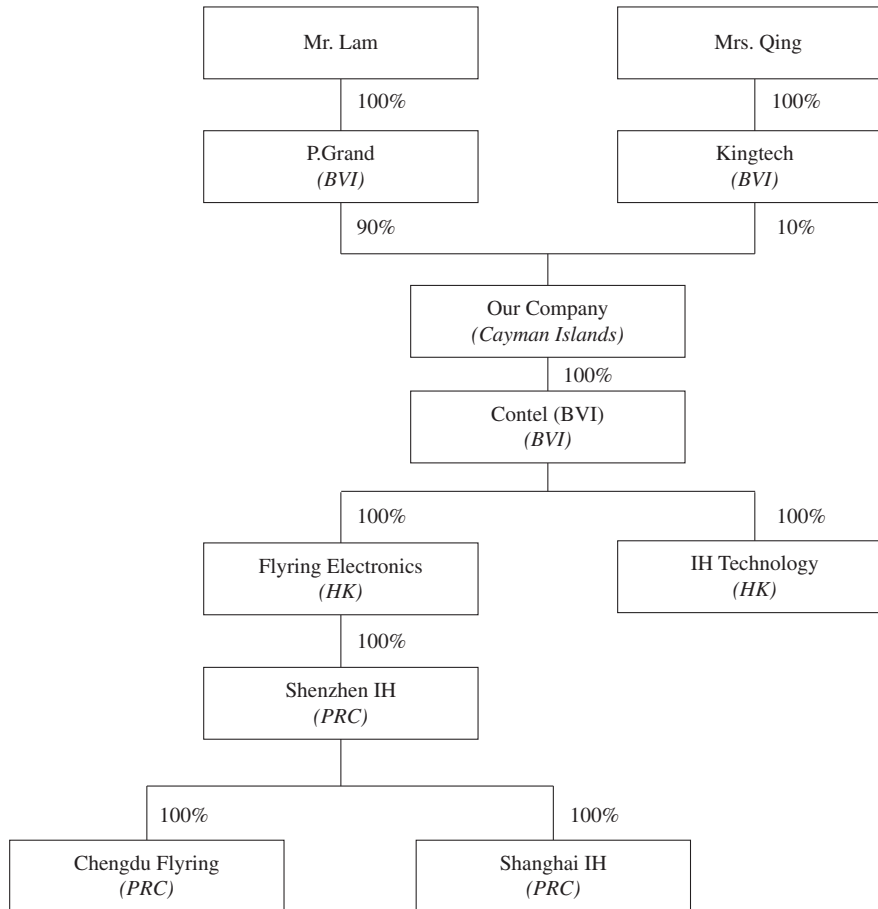 Mr. Lam
Mrs. Qing
100%
100%
P.Grand
(BVI)
Kingtech
(BVI)
90%
10%
Our Company
(Cayman Islands)
100%
Contel (BVI)
(BVI)
100%
100%
Flyring Electronics
(HK)
IH Technology
(HK)
100%
Shenzhen IH
(PRC)
100%
100%
Chengdu Flyring
(PRC)
Shanghai IH
(PRC)